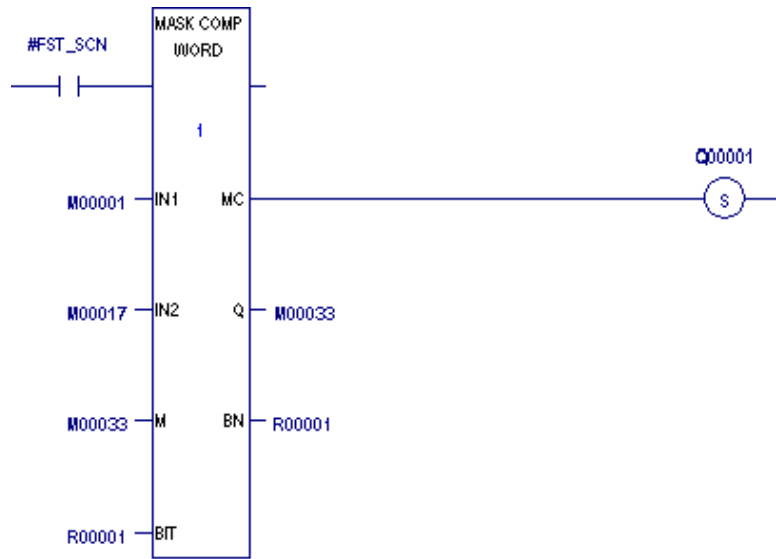 #FST_SCN
MASK COMP
WORD
1
Q00001
M00001
IN1
MC
S
M00017
IN2
Q
M00033
M00033
M
BN
R00001
R00001
BIT